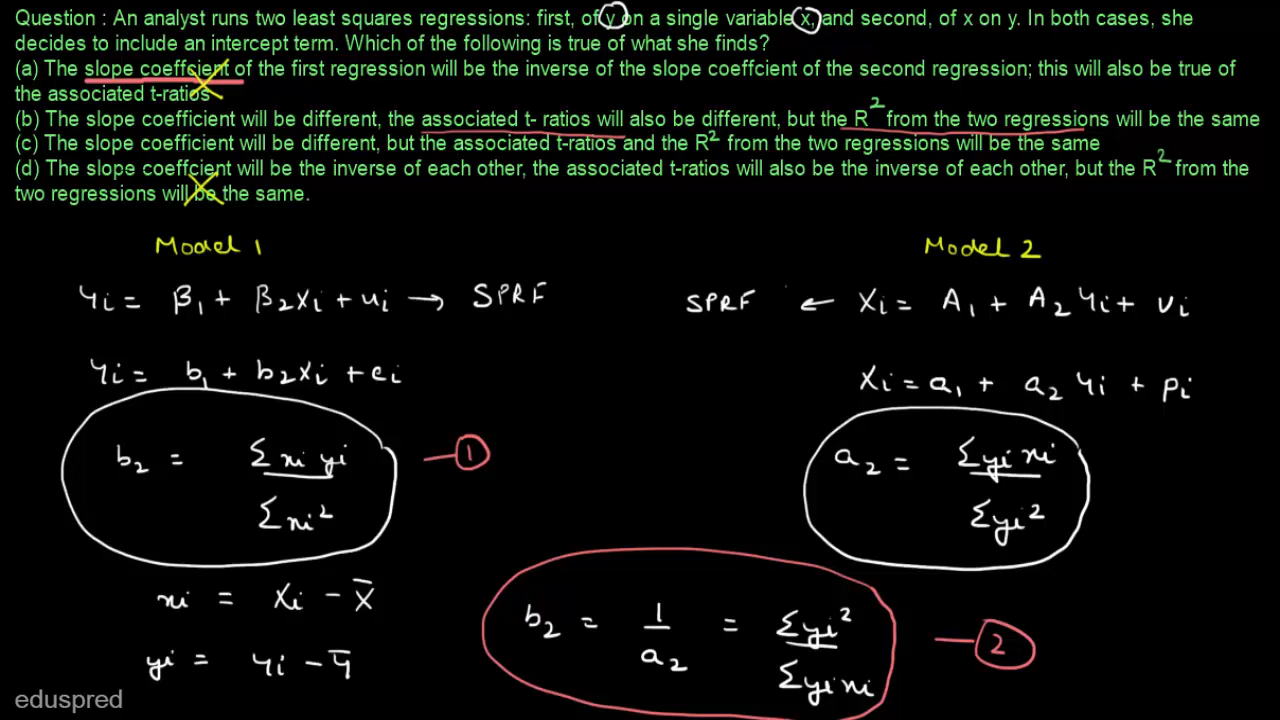 Question : An analyst runs two least squares regressions: first, of y on a single variable x, and second, of x on y. In both cases, she
decides to include an intercept term. Which of the following is true of what she finds?
(a) The slope coeffcient of the first regression will be the inverse of the slope coeffcient of the second regression; this will also be true of
the associated t-ratios
(b) The slope coefficient will be different, the associated t- ratios will also be different, but the R² from the two regressions will be the same
(c) The slope coefficient will be different, but the associated t-ratios and the R² from the two regressions will be the same
(d) The slope coeffcient will be the inverse of each other, the associated t-ratios will also be the inverse of each other, but the R² from the
two regressions will be the same.
Model 1
Model 2
Yi = β₁ + β₂Xi + ui → SPRF
SPRF ← Xi = A₁ + A₂Yi + vi
Yi = b₁ + b₂Xi + ei
Xi = a₁ + a₂ Yi + pi
b₂ = Σxi yi / Σxi² — ①
a₂ = Σyi xi / Σyi²
xi = Xi − X̄
b₂ = 1 / a₂ = Σyi² / Σyi xi — ②
yi = Yi − Ȳ
eduspred